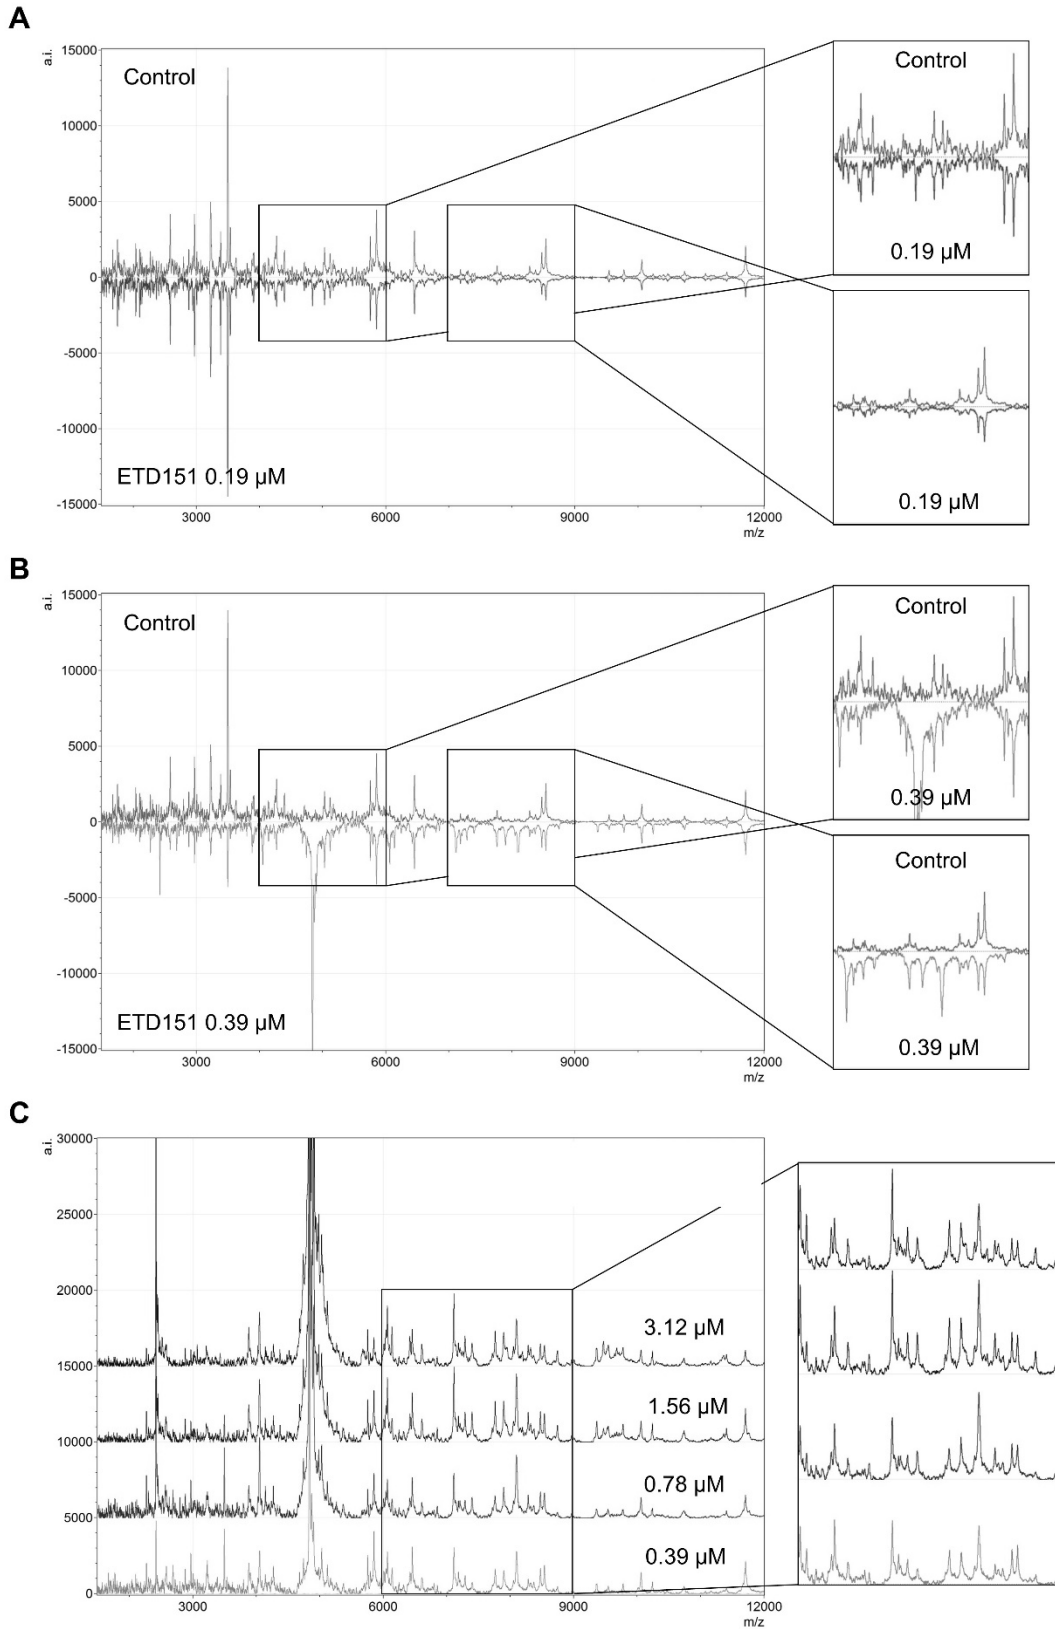 A
a.i.
15000
10000
5000
0
-5000
-10000
-15000
Control
ETD151 0.19 µM
3000
6000
9000
12000
m/z
Control
0.19 µM
0.19 µM
B
a.i.
15000
10000
5000
0
-5000
-10000
-15000
Control
ETD151 0.39 µM
3000
6000
9000
12000
m/z
Control
0.39 µM
Control
0.39 µM
C
a.i.
30000
25000
20000
15000
10000
5000
0
3.12 µM
1.56 µM
0.78 µM
0.39 µM
3000
6000
9000
12000
m/z